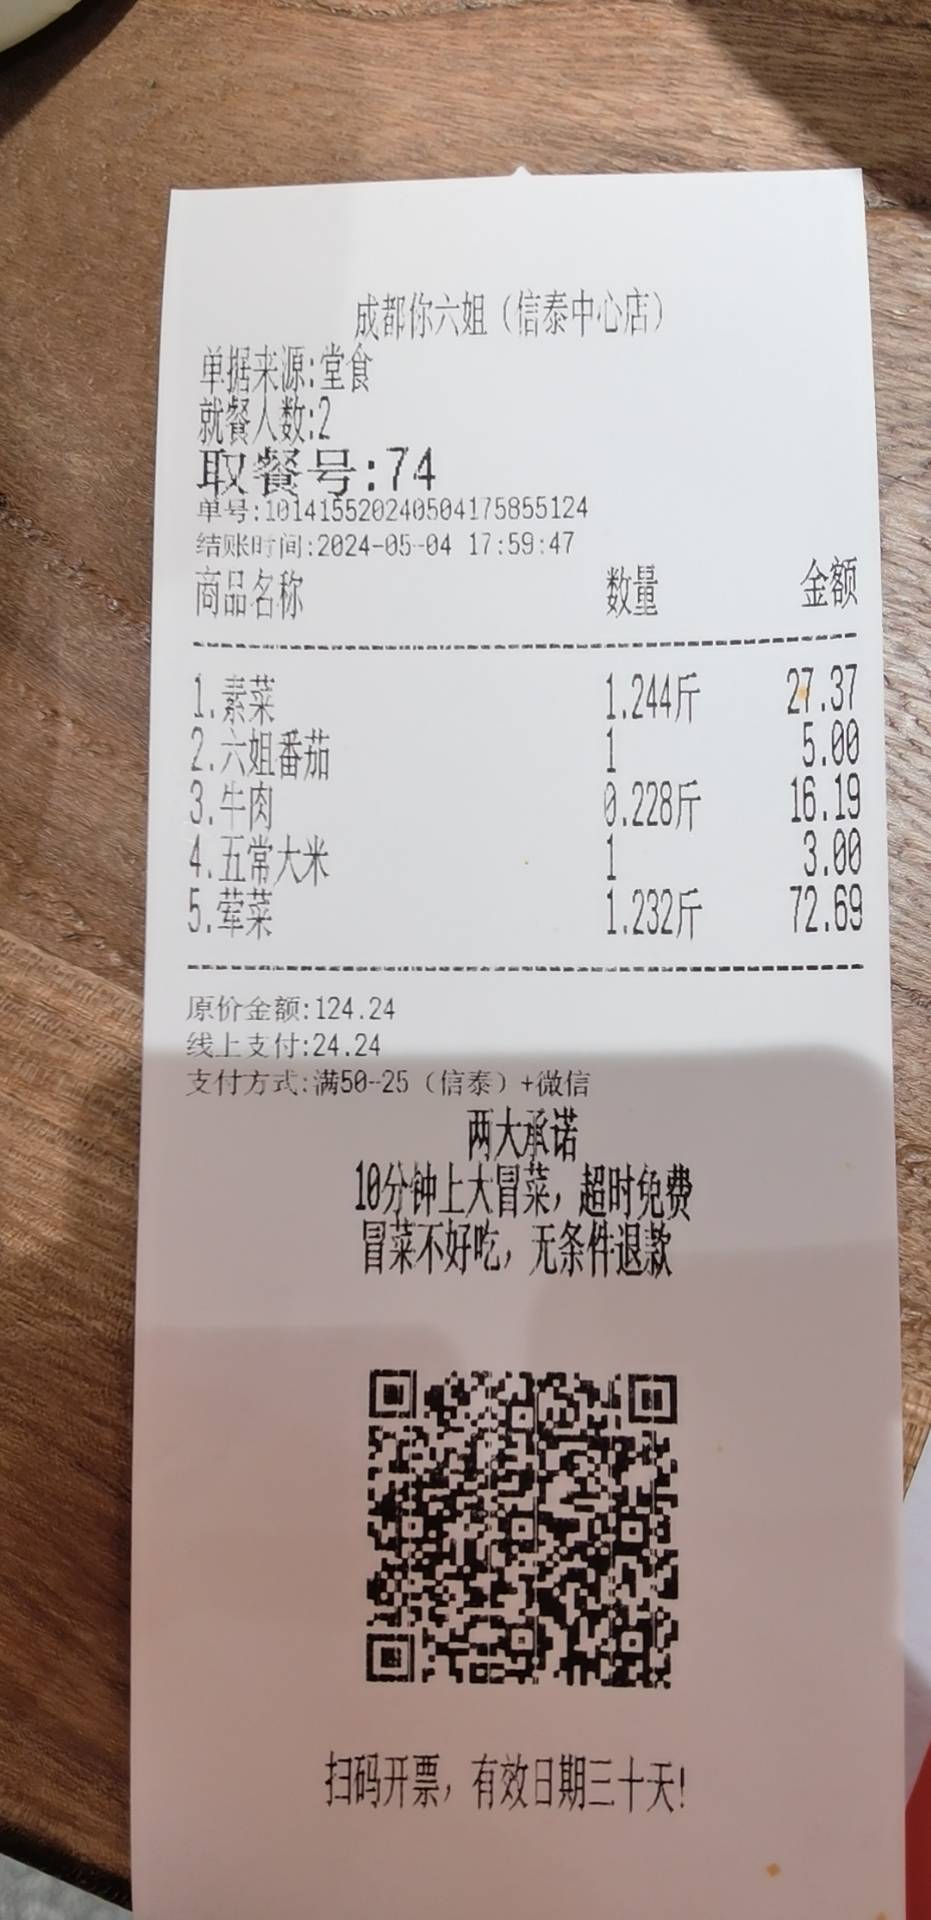 成都你六姐（信泰中心店）
单据来源:堂食
就餐人数:2
取餐号:74
单号:10141552024050417585​5124
结账时间:2024-05-04 17:59:47
商品名称 数量 金额
1.素菜 1.244斤 27.37
2.六姐番茄 1 5.00
3.牛肉 0.228斤 16.19
4.五常大米 1 3.00
5.荤菜 1.232斤 72.69
原价金额:124.24
线上支付:24.24
支付方式:满50-25（信泰）+微信
两大承诺
10分钟上大冒菜，超时免费
冒菜不好吃，无条件退款
扫码开票，有效日期三十天!